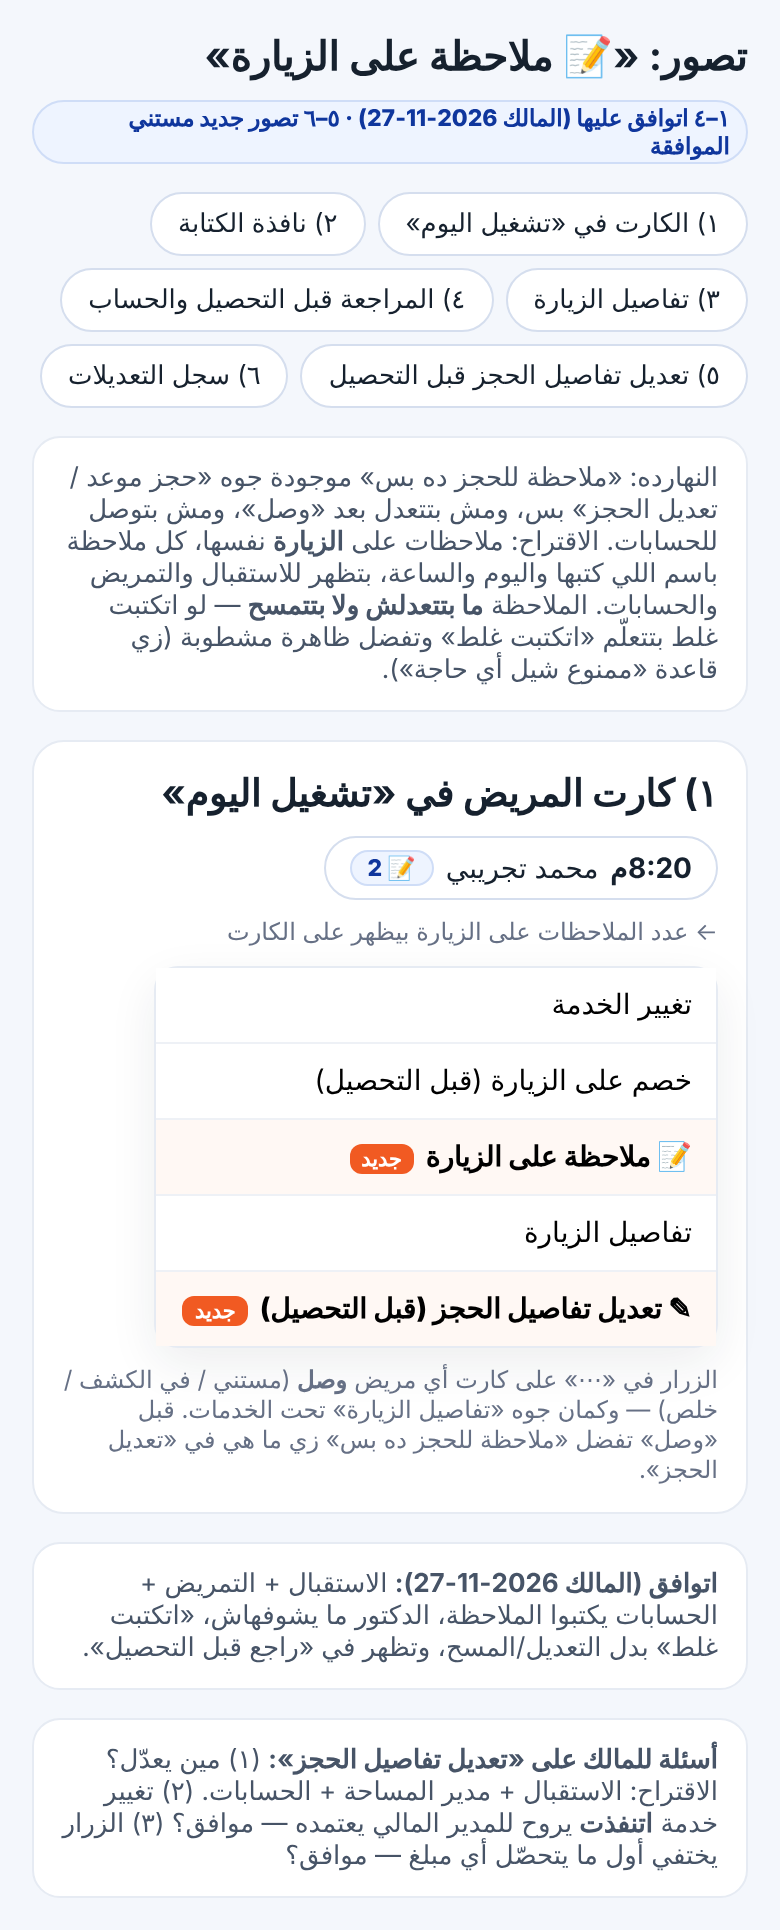 تصور: «📝 ملاحظة على الزيارة»
١–٤ اتوافق عليها (المالك 2026-11-27) · ٥–٦ تصور جديد مستني
الموافقة
١) الكارت في «تشغيل اليوم»
٢) نافذة الكتابة
٣) تفاصيل الزيارة
٤) المراجعة قبل التحصيل والحساب
٥) تعديل تفاصيل الحجز قبل التحصيل
٦) سجل التعديلات
النهارده: «ملاحظة للحجز ده بس» موجودة جوه «حجز موعد /
تعديل الحجز» بس، ومش بتتعدل بعد «وصل»، ومش بتوصل
للحسابات. الاقتراح: ملاحظات على الزيارة نفسها، كل ملاحظة
باسم اللي كتبها واليوم والساعة، بتظهر للاستقبال والتمريض
والحسابات. الملاحظة ما بتتعدلش ولا بتتمسح — لو اتكتبت
غلط بتتعلّم «اتكتبت غلط» وتفضل ظاهرة مشطوبة (زي
قاعدة «ممنوع شيل أي حاجة»).
١) كارت المريض في «تشغيل اليوم»
8:20م محمد تجريبي 📝 2
← عدد الملاحظات على الزيارة بيظهر على الكارت
تغيير الخدمة
خصم على الزيارة (قبل التحصيل)
📝 ملاحظة على الزيارة جديد
تفاصيل الزيارة
✎ تعديل تفاصيل الحجز (قبل التحصيل) جديد
الزرار في «⋯» على كارت أي مريض وصل (مستني / في الكشف /
خلص) — وكمان جوه «تفاصيل الزيارة» تحت الخدمات. قبل
«وصل» تفضل «ملاحظة للحجز ده بس» زي ما هي في «تعديل
الحجز».
اتوافق (المالك 2026-11-27): الاستقبال + التمريض +
الحسابات يكتبوا الملاحظة، الدكتور ما يشوفهاش، «اتكتبت
غلط» بدل التعديل/المسح، وتظهر في «راجع قبل التحصيل».
أسئلة للمالك على «تعديل تفاصيل الحجز»: (١) مين يعدّل؟
الاقتراح: الاستقبال + مدير المساحة + الحسابات. (٢) تغيير
خدمة اتنفذت يروح للمدير المالي يعتمده — موافق؟ (٣) الزرار
يختفي أول ما يتحصّل أي مبلغ — موافق؟